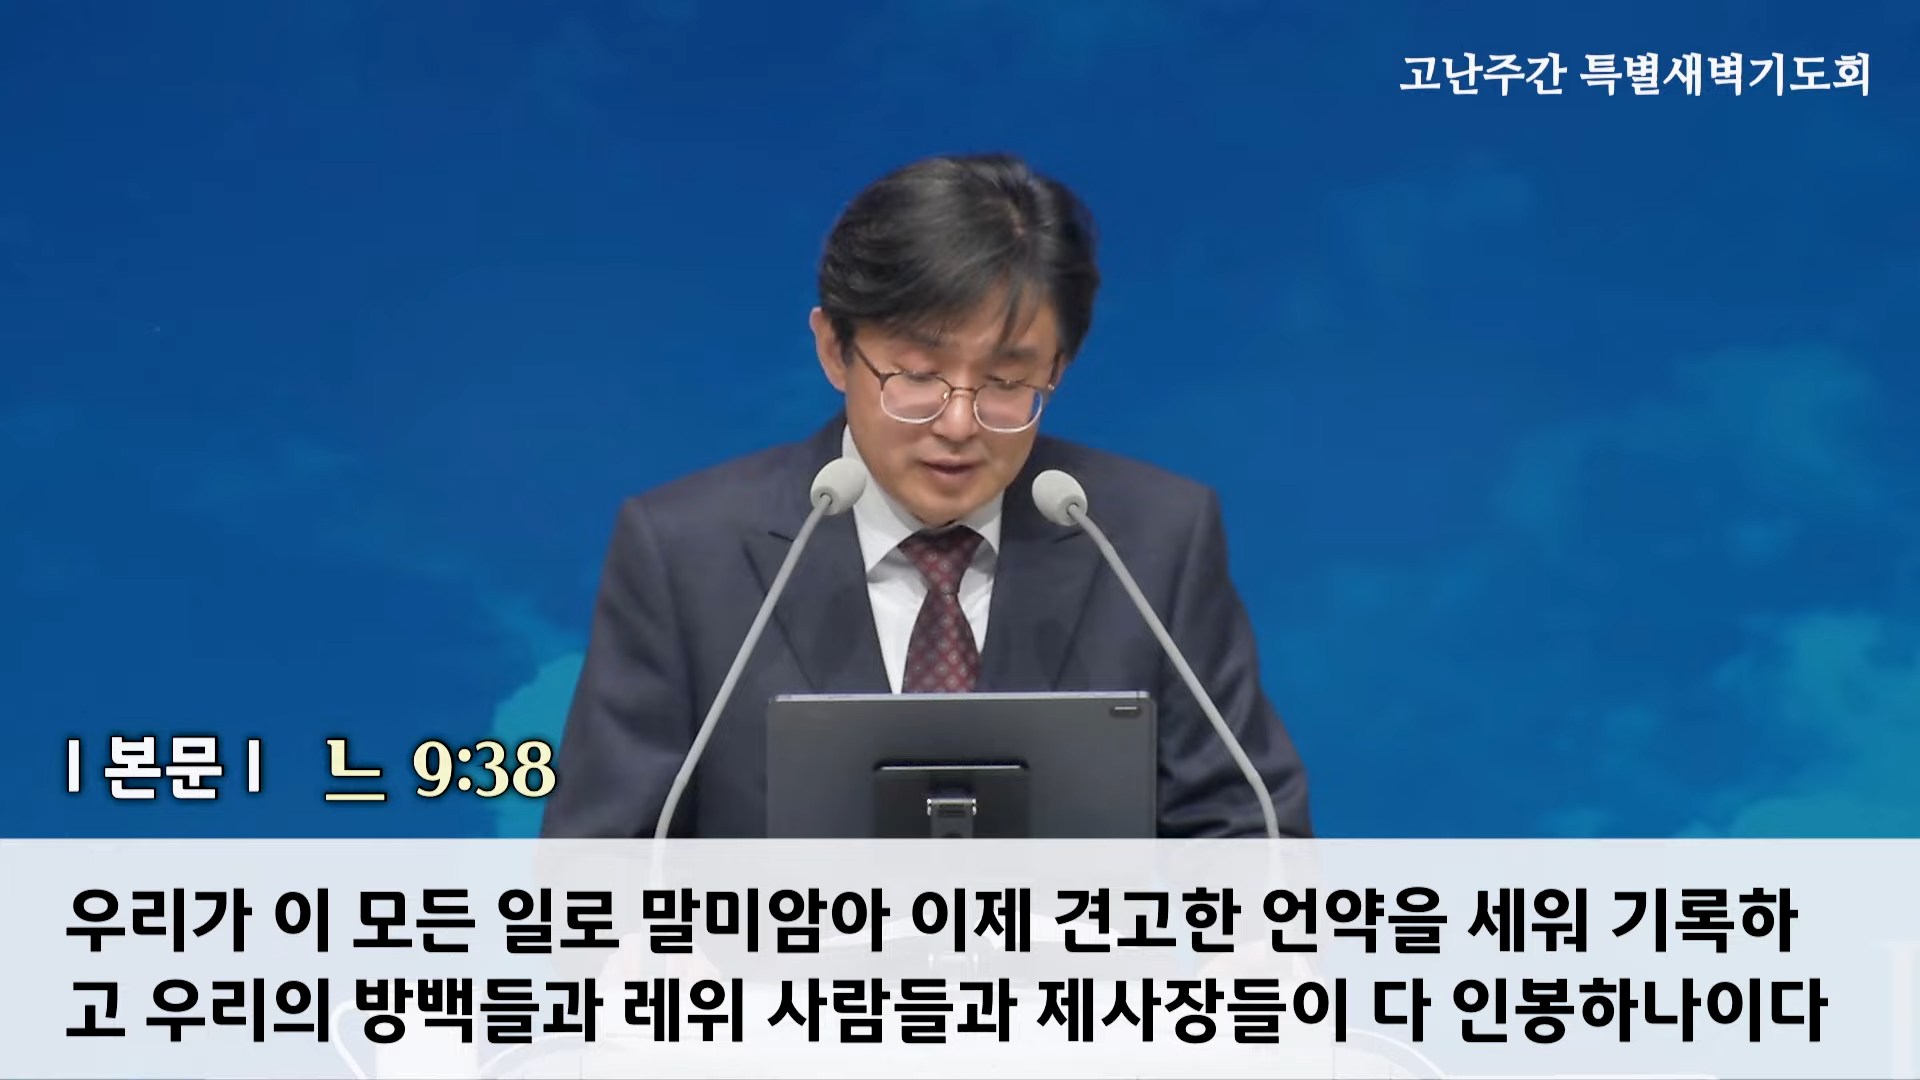 고난주간 특별새벽기도회
| 본문 | 느 9:38
우리가 이 모든 일로 말미암아 이제 견고한 언약을 세워 기록하
고 우리의 방백들과 레위 사람들과 제사장들이 다 인봉하나이다